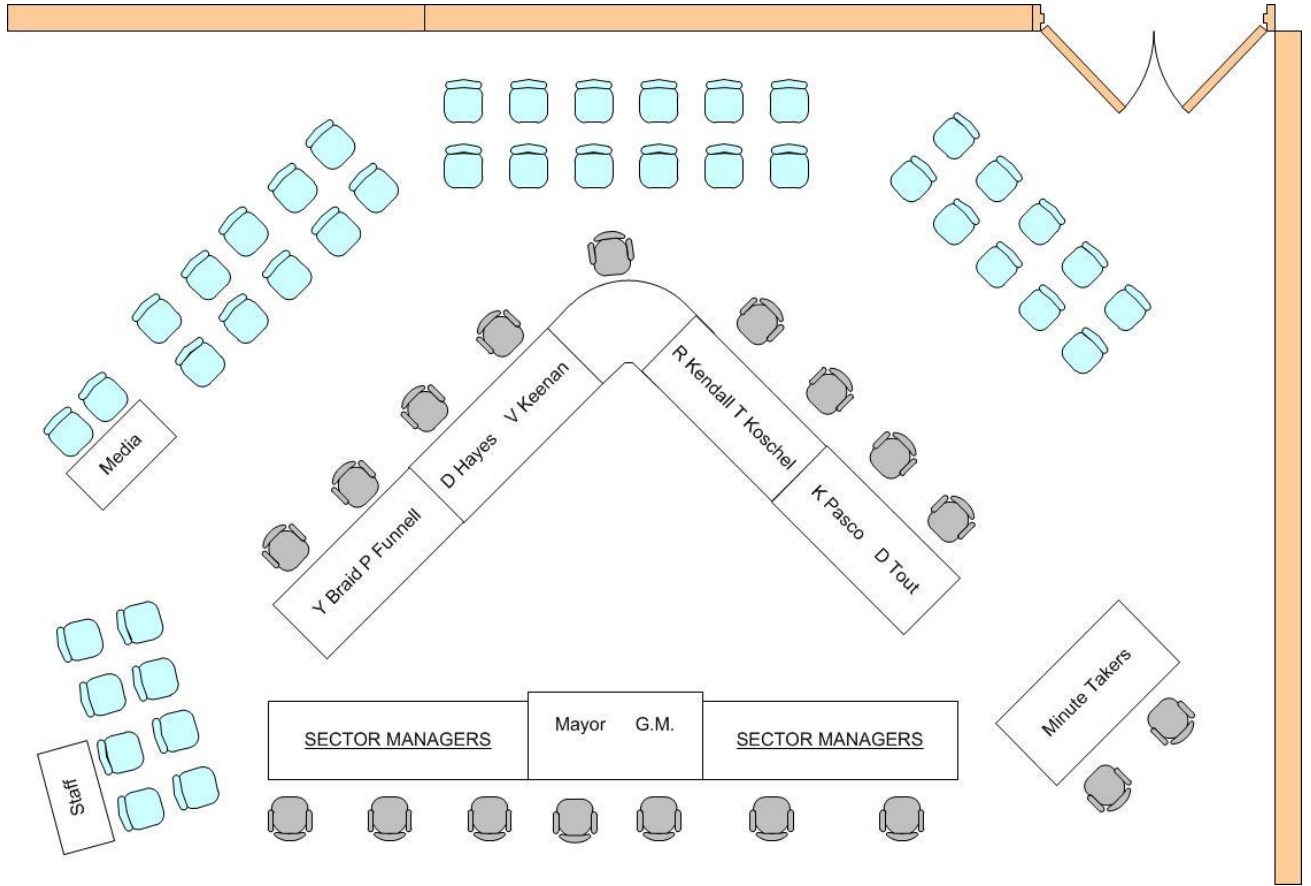 Media
D Hayes V Keenan
Y Braid P Funnell
R Kendall T Koschel
K Pasco D Tout
Staff
SECTOR MANAGERS
Mayor G.M.
SECTOR MANAGERS
Minute Takers